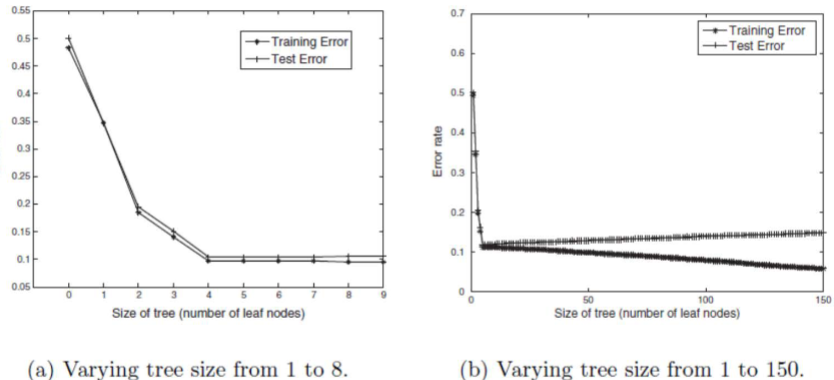 0.55
0.5
0.45
0.4
0.35
0.3
0.25
0.2
0.15
0.1
0.05
Training Error
Test Error
0 1 2 3 4 5 6 7 8 9
Size of tree (number of leaf nodes)
(a) Varying tree size from 1 to 8.
0.7
0.6
0.5
0.4
0.3
0.2
0.1
0
Error rate
Training Error
Test Error
0 50 100 150
Size of tree (number of leaf nodes)
(b) Varying tree size from 1 to 150.